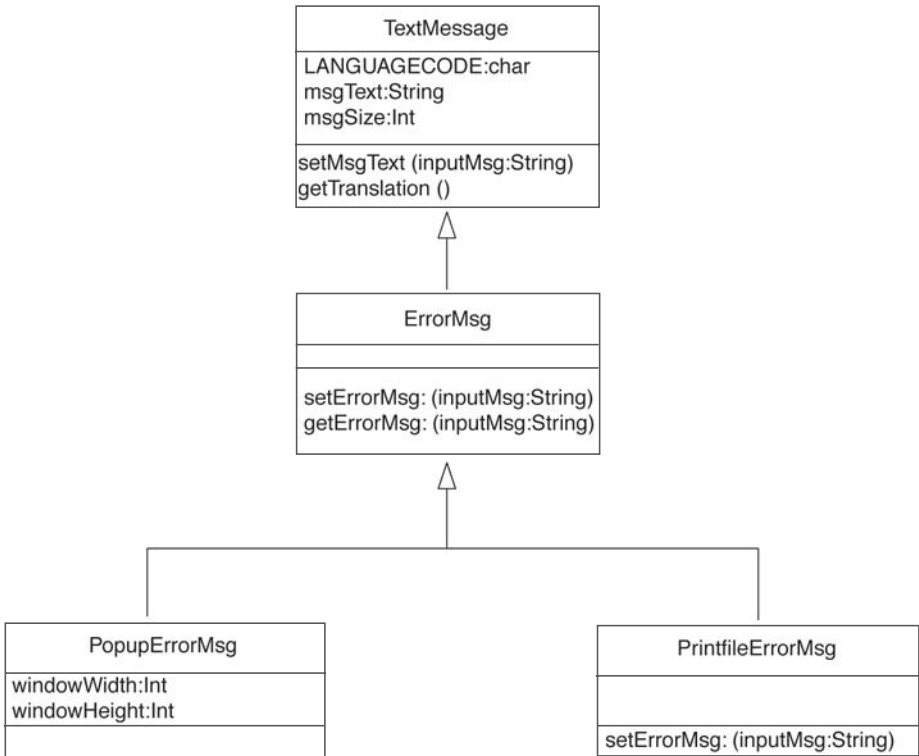 TextMessage
LANGUAGECODE:char
msgText:String
msgSize:Int
setMsgText (inputMsg:String)
getTranslation ()
ErrorMsg
setErrorMsg: (inputMsg:String)
getErrorMsg: (inputMsg:String)
PopupErrorMsg
windowWidth:Int
windowHeight:Int
PrintfileErrorMsg
setErrorMsg: (inputMsg:String)